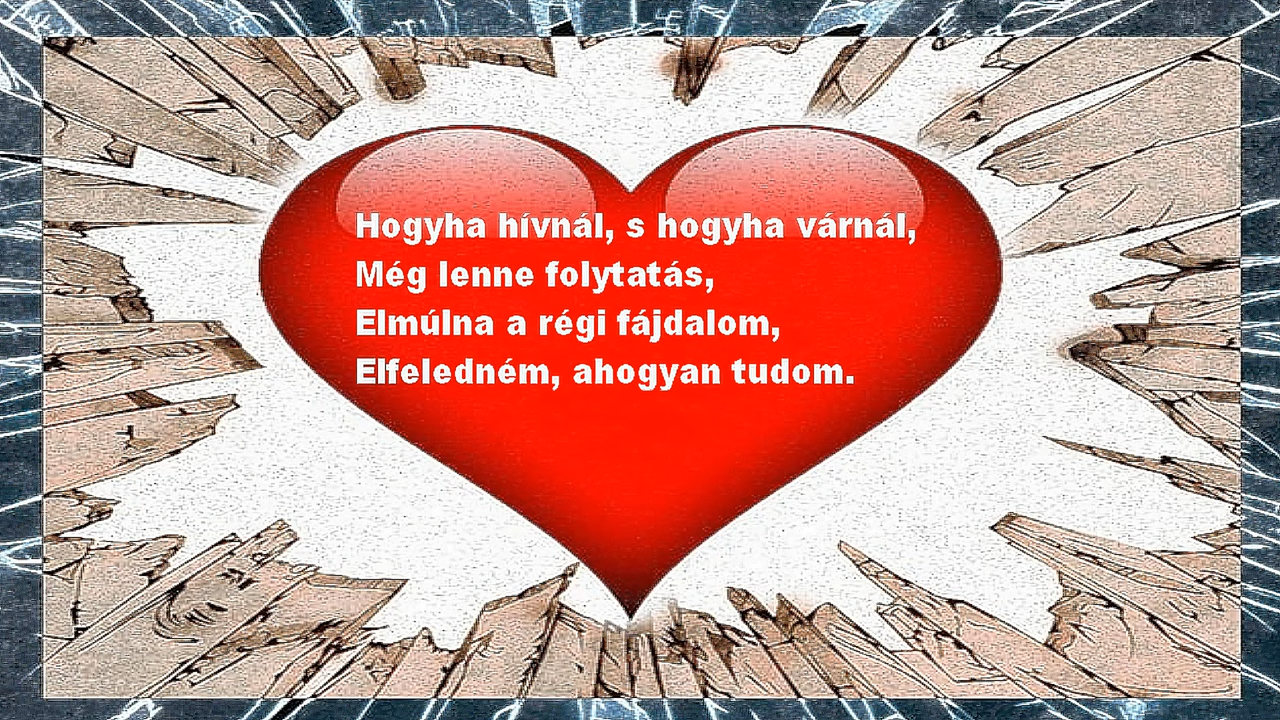 Hogyha hívnál, s hogyha várnál,
Még lenne folytatás,
Elmúlna a régi fájdalom,
Elfeledném, ahogyan tudom.